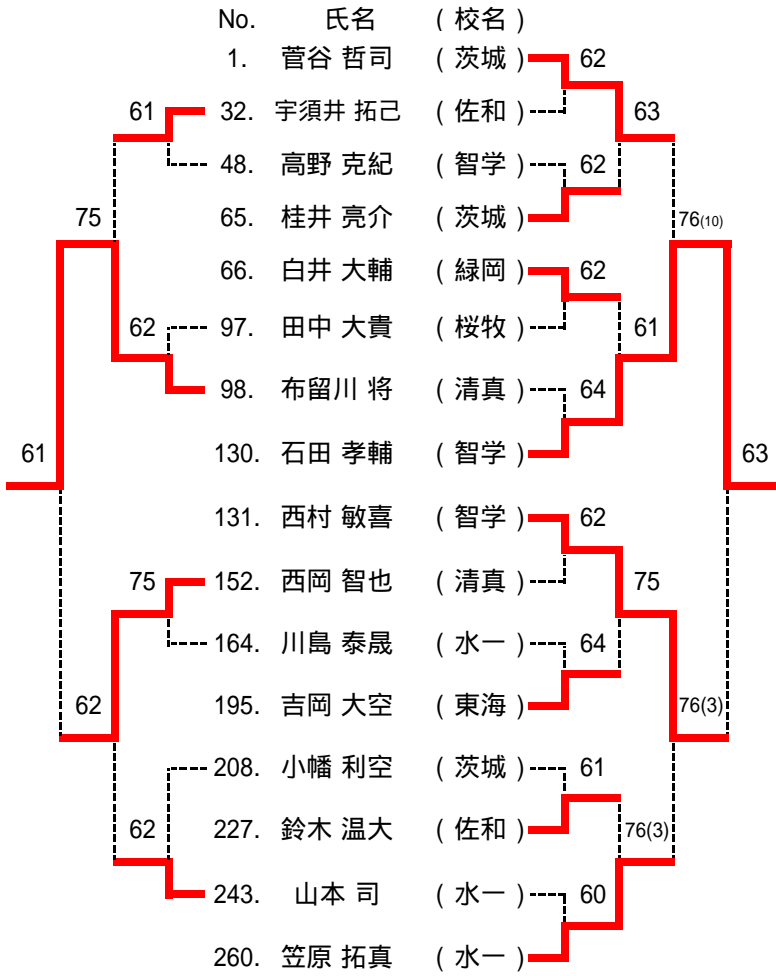 No. 氏名 (校名)
1. 菅谷 哲司 (茨城) 62
61 32. 宇須井 拓己 (佐和) 63
48. 高野 克紀 (智学) 62
75 65. 桂井 亮介 (茨城) 76(10)
66. 白井 大輔 (緑岡) 62
62 97. 田中 大貴 (桜牧) 61
98. 布留川 将 (清真) 64
61 130. 石田 孝輔 (智学) 63
131. 西村 敏喜 (智学) 62
75 152. 西岡 智也 (清真) 75
164. 川島 泰晟 (水一) 64
62 195. 吉岡 大空 (東海) 76(3)
208. 小幡 利空 (茨城) 61
62 227. 鈴木 温大 (佐和) 76(3)
243. 山本 司 (水一) 60
260. 笠原 拓真 (水一)